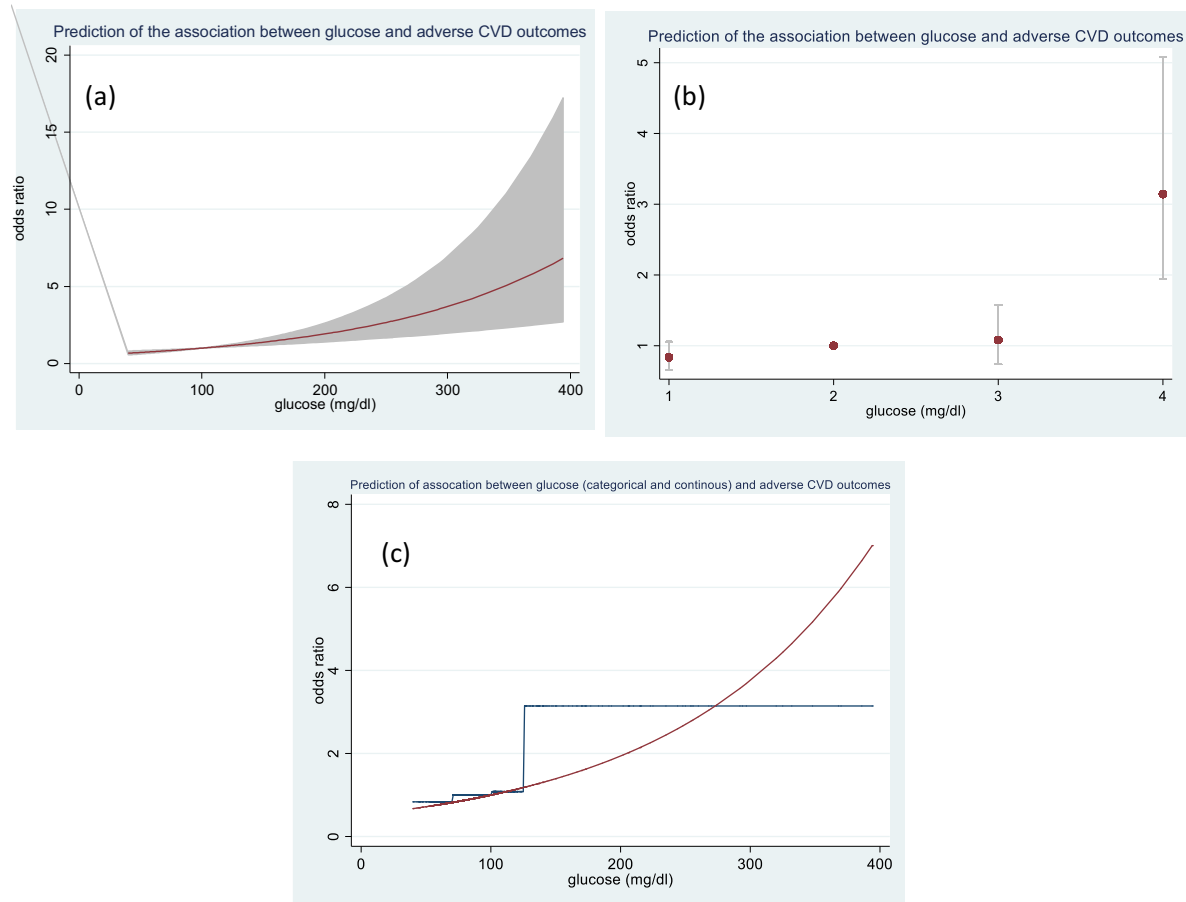 Prediction of the association between glucose and adverse CVD outcomes
(a)
odds ratio
20
15
10
5
0
0 100 200 300 400
glucose (mg/dl)
Prediction of the association between glucose and adverse CVD outcomes
(b)
odds ratio
5
4
3
2
1
1 2 3 4
glucose (mg/dl)
Prediction of assocation between glucose (categorical and continous) and adverse CVD outcomes
(c)
odds ratio
8
6
4
2
0
0 100 200 300 400
glucose (mg/dl)